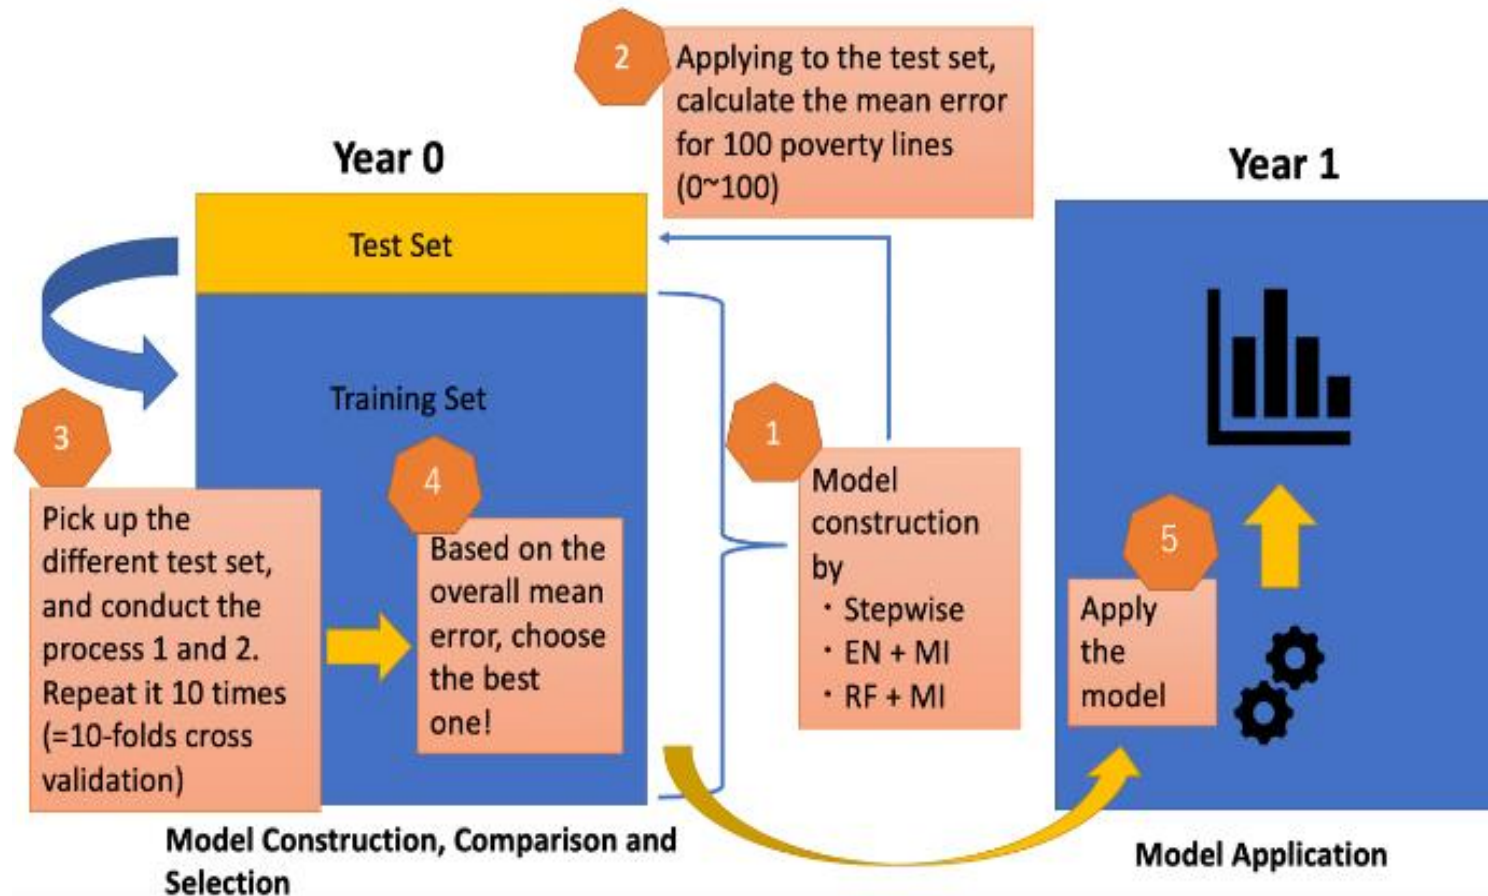 2
Applying to the test set,
calculate the mean error
for 100 poverty lines
(0~100)
Year 0
Year 1
Test Set
Training Set
3
Pick up the
different test set,
and conduct the
process 1 and 2.
Repeat it 10 times
(=10-folds cross
validation)
4
Based on the
overall mean
error, choose
the best
one!
1
Model
construction
by
・Stepwise
・EN + MI
・RF + MI
5
Apply
the
model
Model Construction, Comparison and
Selection
Model Application